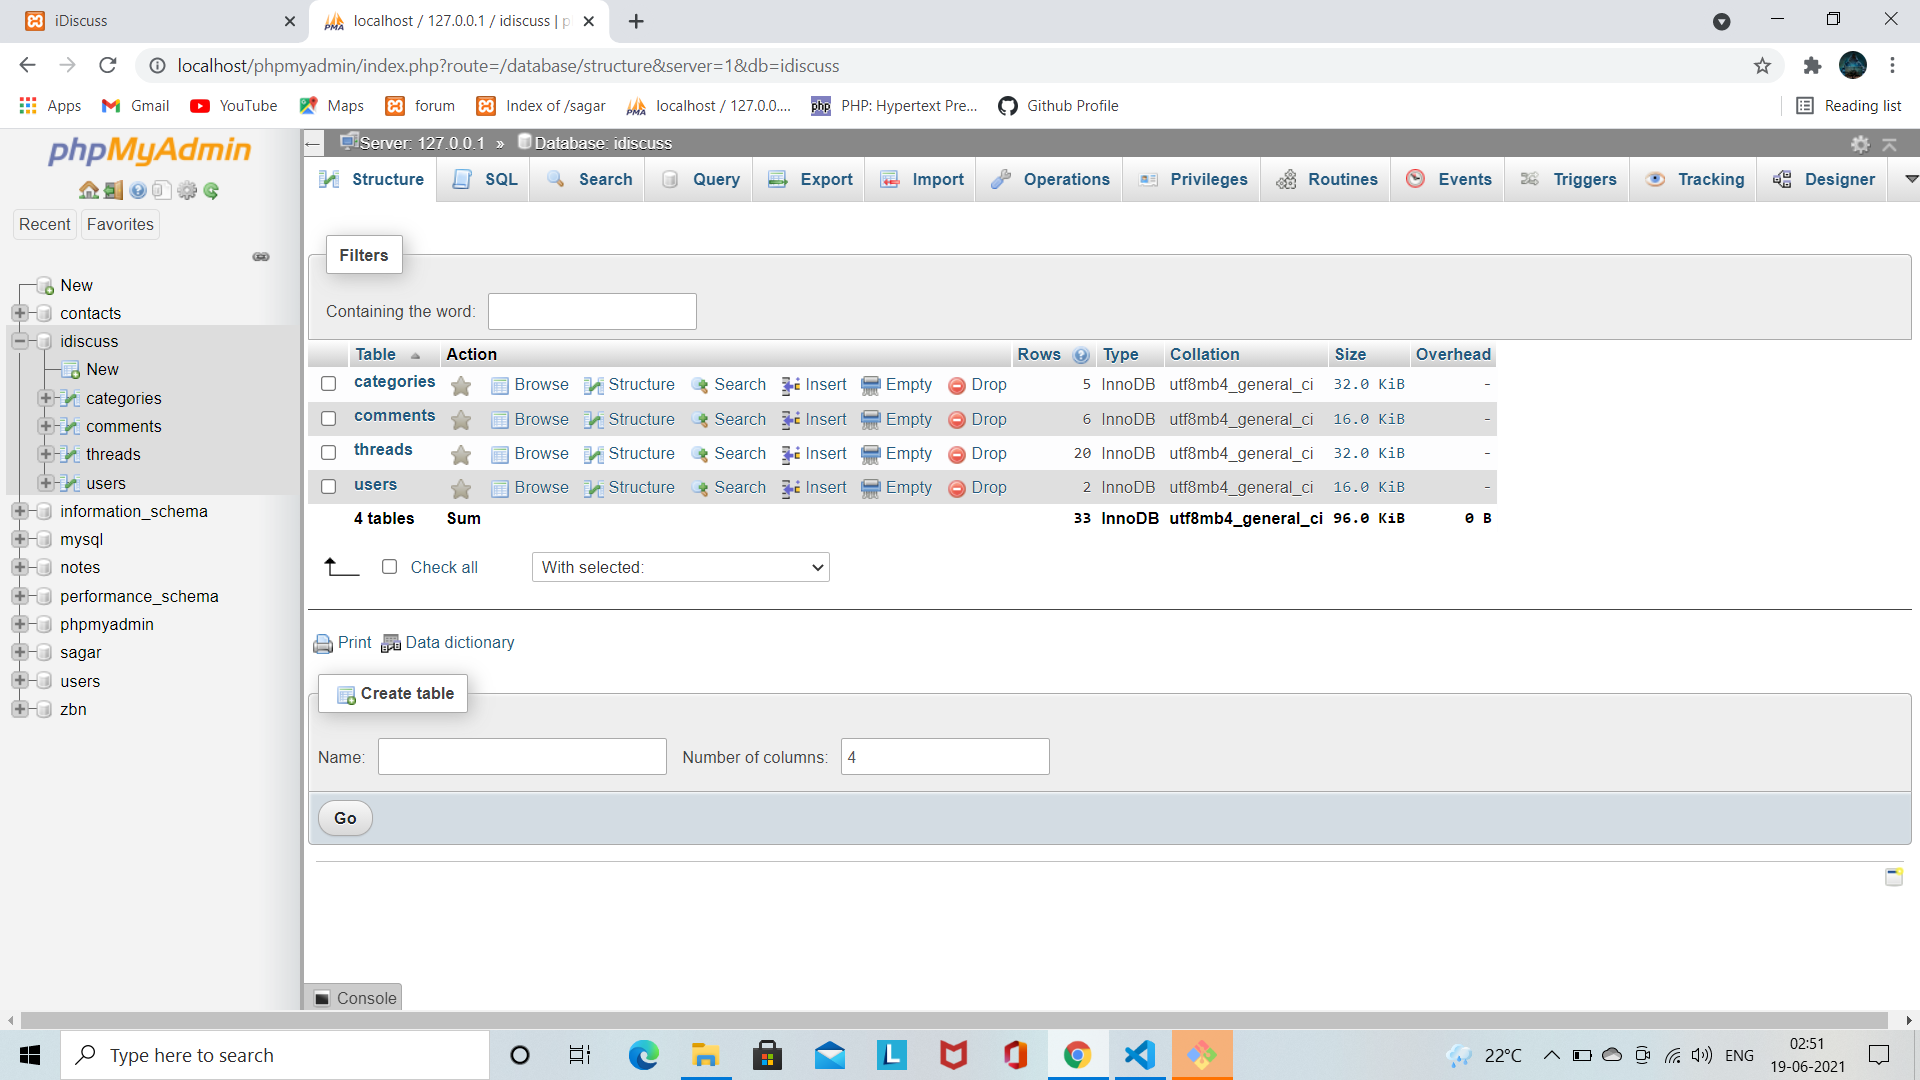 iDiscuss
localhost / 127.0.0.1 / idiscuss | p
localhost/phpmyadmin/index.php?route=/database/structure&server=1&db=idiscuss
Apps Gmail YouTube Maps forum Index of /sagar localhost / 127.0.0.... PHP: Hypertext Pre... Github Profile Reading list
phpMyAdmin
Recent Favorites
New
contacts
idiscuss
New
categories
comments
threads
users
information_schema
mysql
notes
performance_schema
phpmyadmin
sagar
users
zbn
Server: 127.0.0.1 » Database: idiscuss
Structure SQL Search Query Export Import Operations Privileges Routines Events Triggers Tracking Designer
Filters
Containing the word:
Table Action Rows Type Collation Size Overhead
categories Browse Structure Search Insert Empty Drop 5 InnoDB utf8mb4_general_ci 32.0 KiB -
comments Browse Structure Search Insert Empty Drop 6 InnoDB utf8mb4_general_ci 16.0 KiB -
threads Browse Structure Search Insert Empty Drop 20 InnoDB utf8mb4_general_ci 32.0 KiB -
users Browse Structure Search Insert Empty Drop 2 InnoDB utf8mb4_general_ci 16.0 KiB -
4 tables Sum 33 InnoDB utf8mb4_general_ci 96.0 KiB 0 B
Check all With selected:
Print Data dictionary
Create table
Name: Number of columns: 4
Go
Console
Type here to search
22°C ENG
02:51
19-06-2021